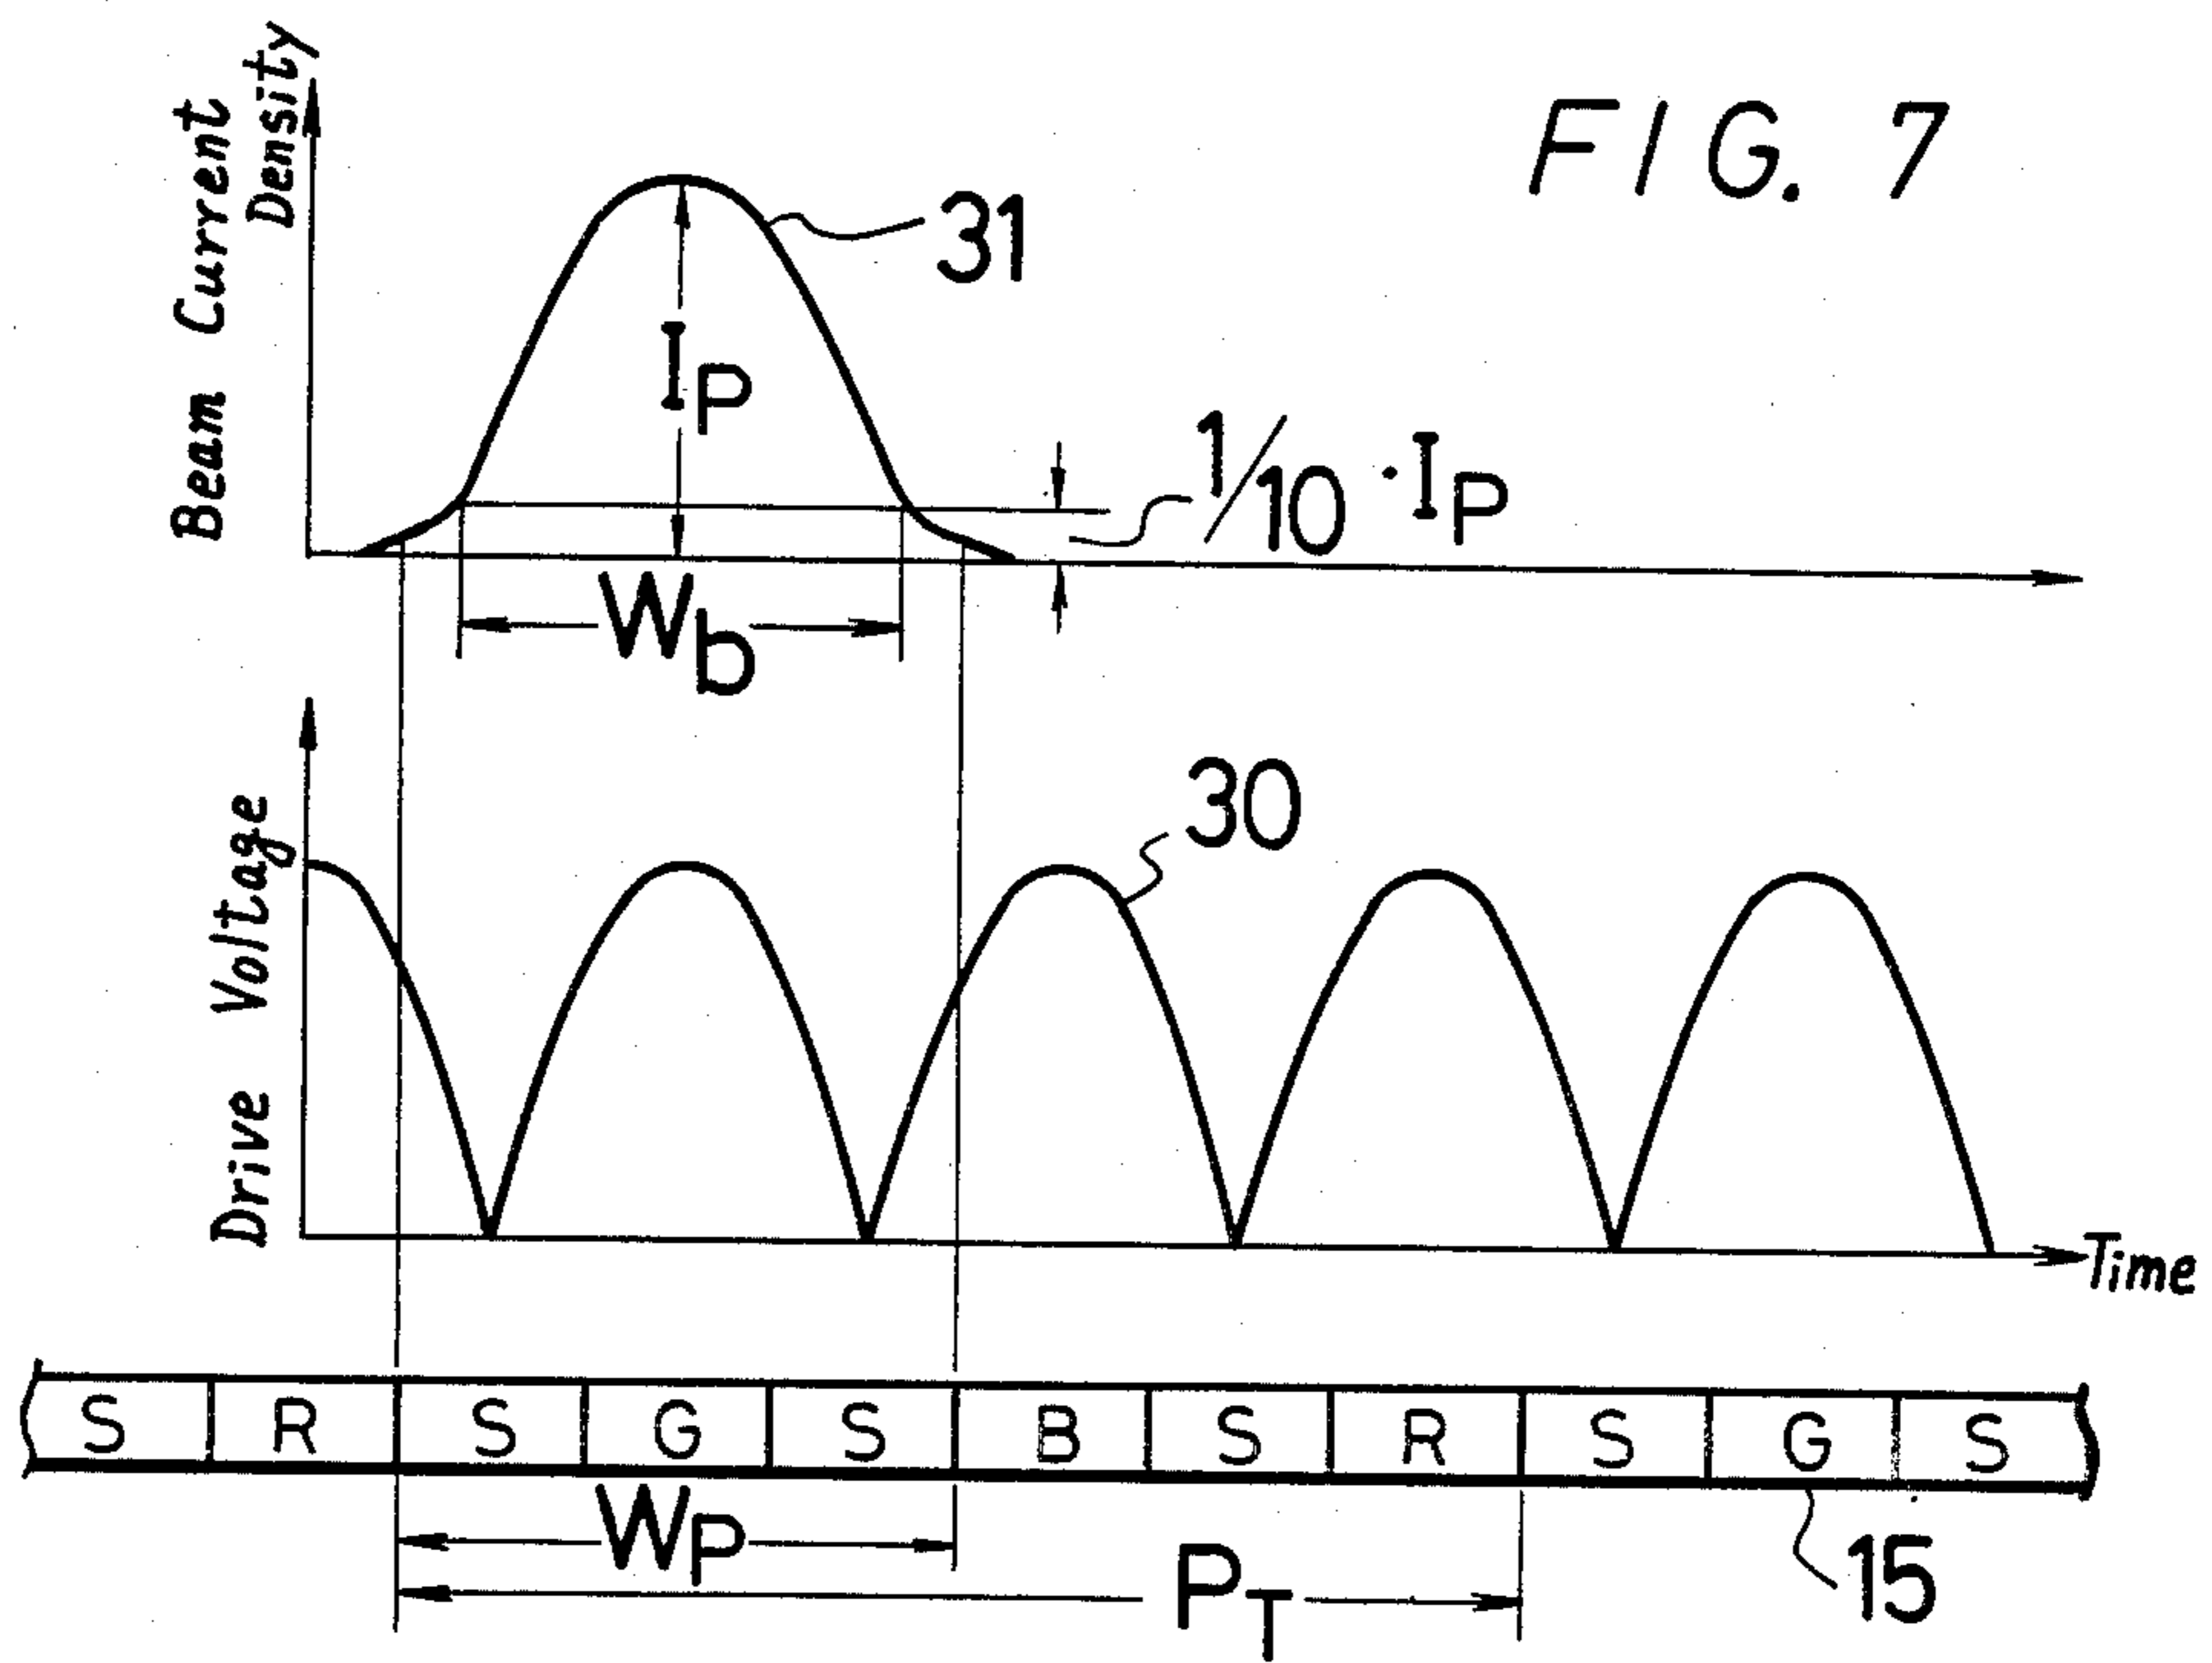 FIG. 7
Beam Current
Density
31
IP
1/10 · IP
Wb
Drive Voltage
30
Time
S R S G S B S R S G S
WP
PT
15